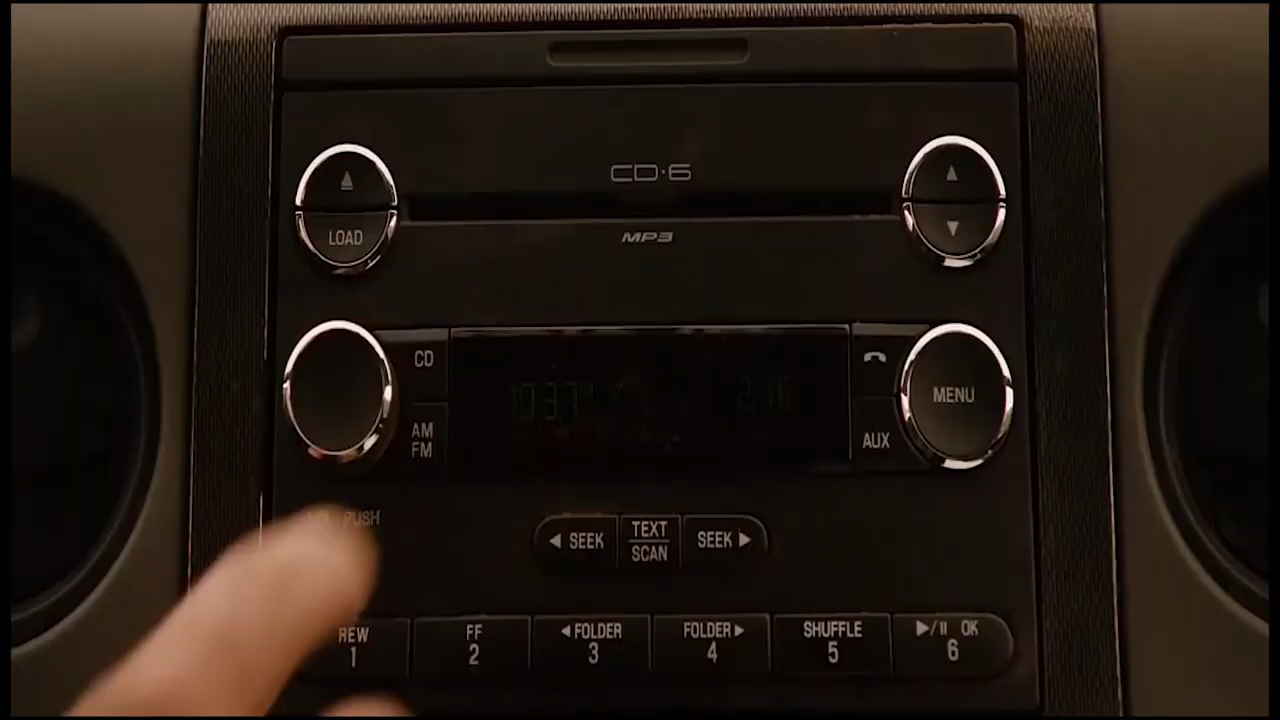 CD·6
LOAD
MP3
CD
AM
FM
MENU
AUX
PUSH
SEEK
TEXT
SCAN
SEEK
REW
1
FF
2
FOLDER
3
FOLDER
4
SHUFFLE
5
OK
6